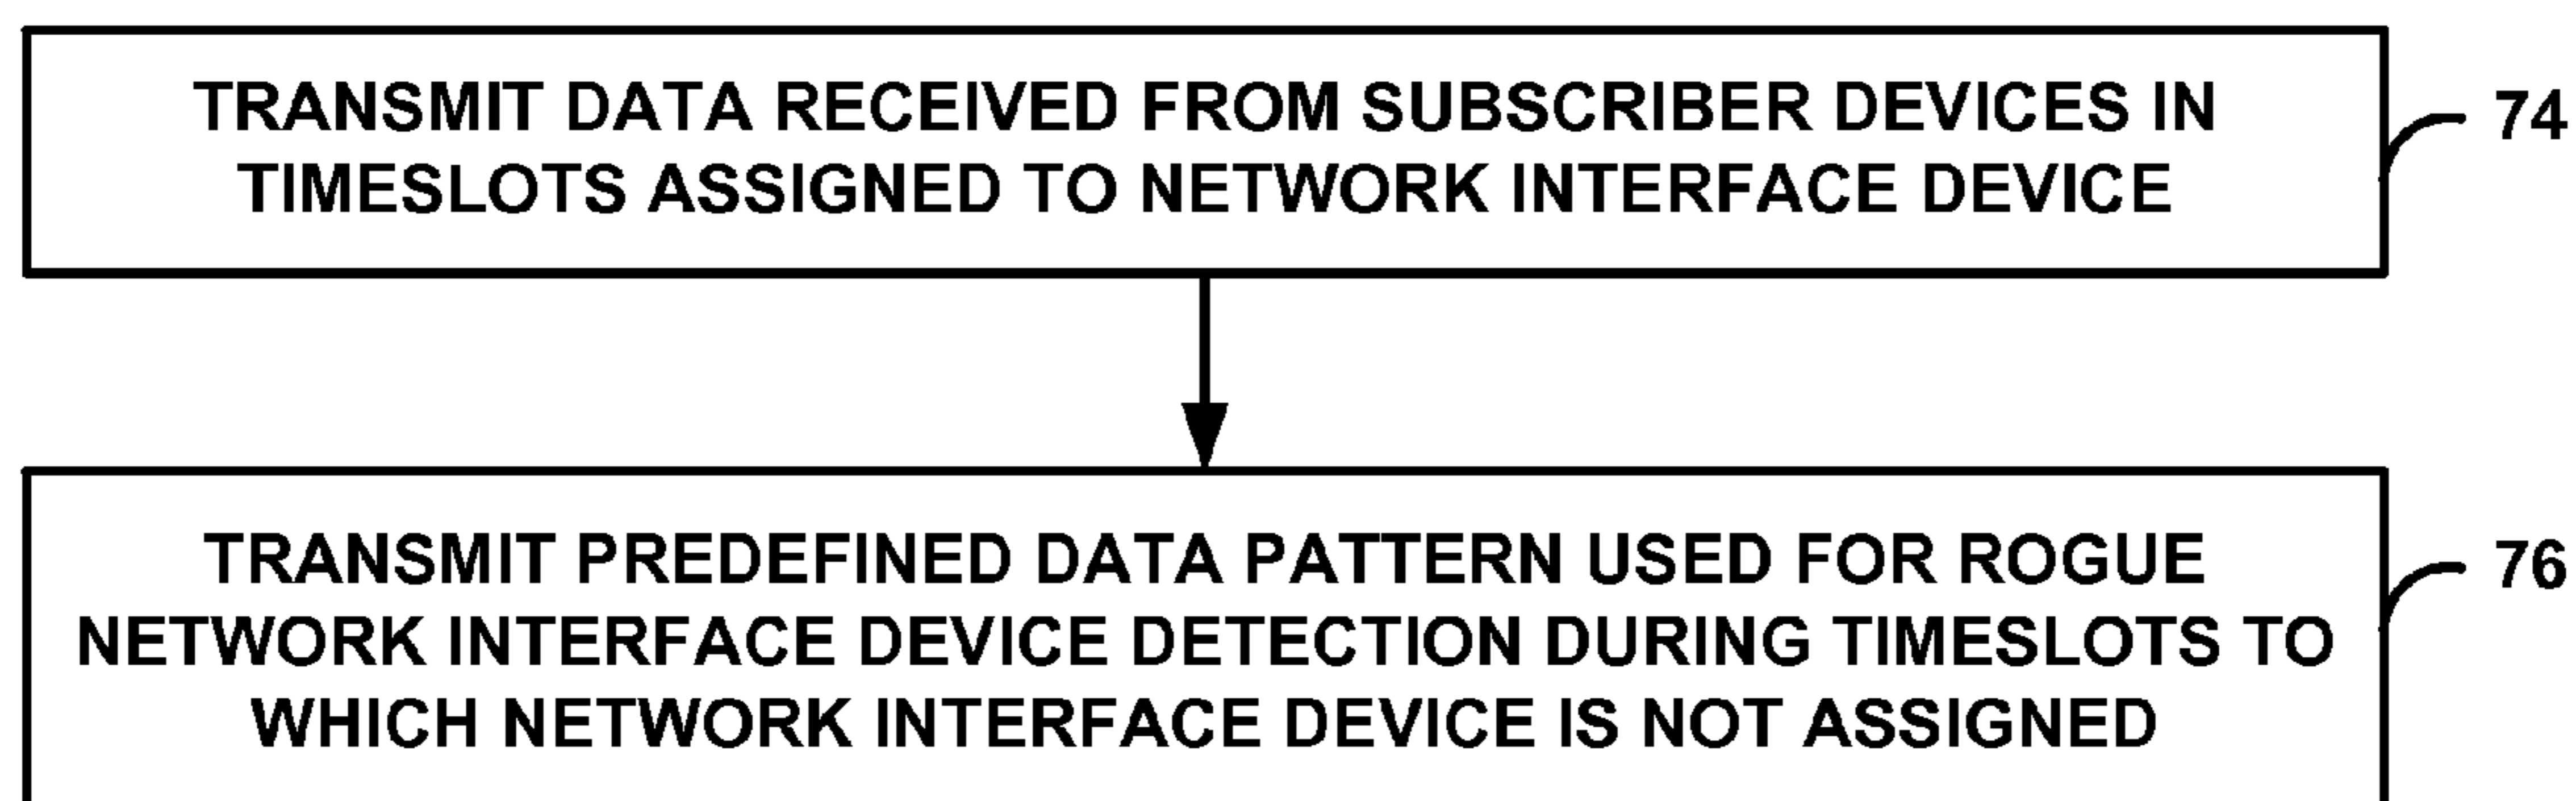 TRANSMIT DATA RECEIVED FROM SUBSCRIBER DEVICES IN
TIMESLOTS ASSIGNED TO NETWORK INTERFACE DEVICE
74
TRANSMIT PREDEFINED DATA PATTERN USED FOR ROGUE
NETWORK INTERFACE DEVICE DETECTION DURING TIMESLOTS TO
WHICH NETWORK INTERFACE DEVICE IS NOT ASSIGNED
76